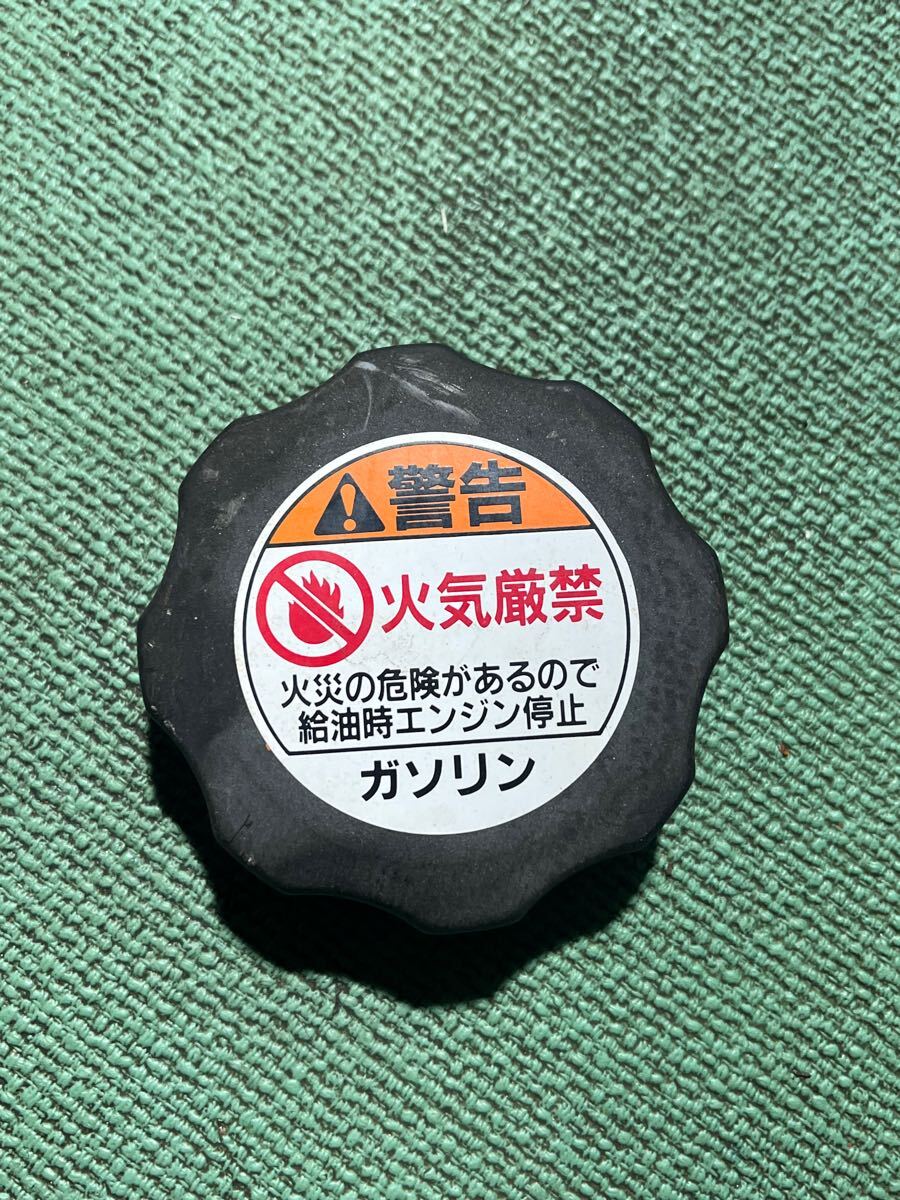 警告
火気厳禁
火災の危険があるので
給油時エンジン停止
ガソリン